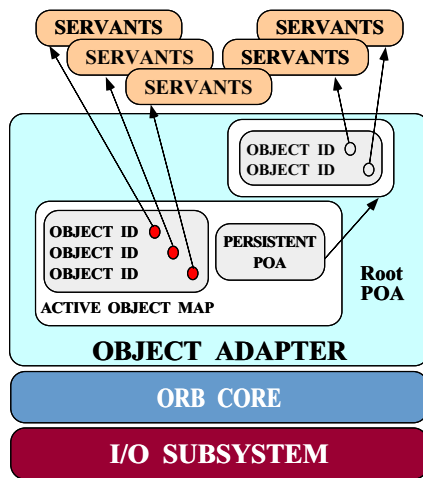 SERVANTS
SERVANTS
SERVANTS
SERVANTS
SERVANTS
OBJECT ID
OBJECT ID
OBJECT ID
OBJECT ID
OBJECT ID
ACTIVE OBJECT MAP
PERSISTENT
POA
Root
POA
OBJECT ADAPTER
ORB CORE
I/O SUBSYSTEM